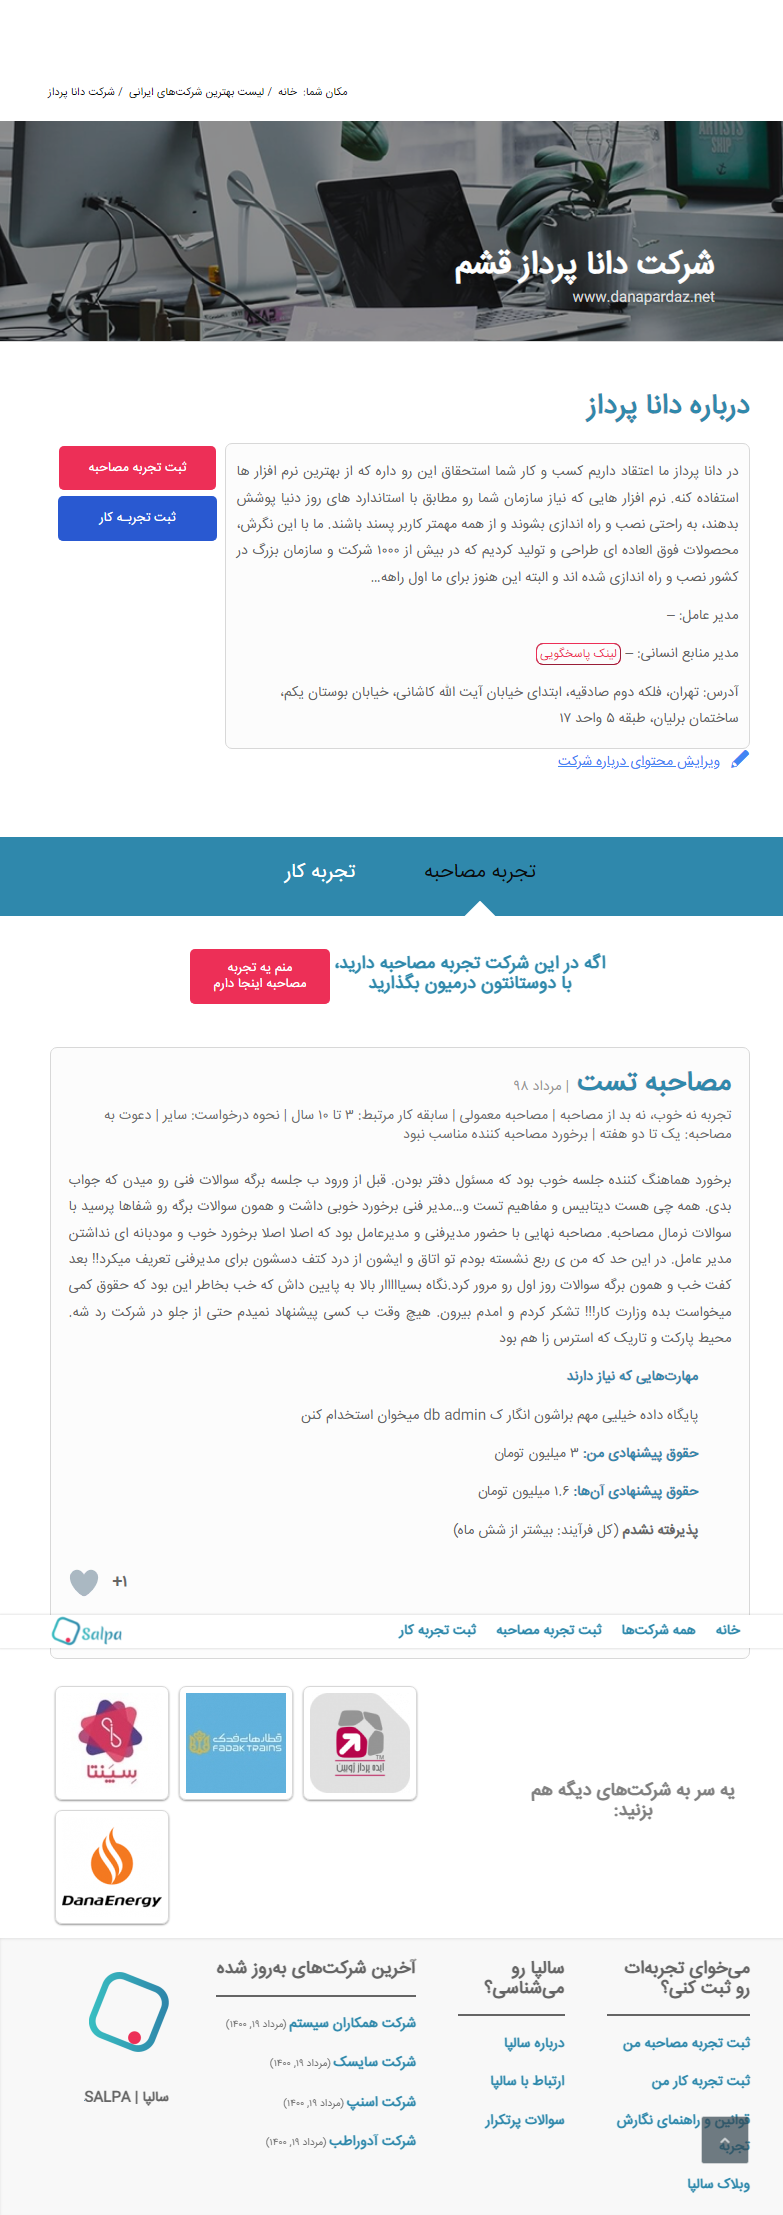 مکان شما: خانه / لیست بهترین شرکت‌های ایرانی / شرکت دانا پرداز
ARTISTS
SHIP
شرکت دانا پرداز قشم
www.danapardaz.net
درباره دانا پرداز
در دانا پرداز ما اعتقاد داریم کسب و کار شما استحقاق این رو داره که از بهترین نرم افزار ها
استفاده کنه. نرم افزار هایی که نیاز سازمان شما رو مطابق با استاندارد های روز دنیا پوشش
بدهند، به راحتی نصب و راه اندازی بشوند و از همه مهمتر کاربر پسند باشند. ما با این نگرش،
محصولات فوق العاده ای طراحی و تولید کردیم که در بیش از ۱۰۰۰ شرکت و سازمان بزرگ در
کشور نصب و راه اندازی شده اند و البته این هنوز برای ما اول راهه...
مدیر عامل: –
مدیر منابع انسانی: – لینک پاسخگویی
آدرس: تهران، فلکه دوم صادقیه، ابتدای خیابان آیت الله کاشانی، خیابان بوستان یکم،
ساختمان برلیان، طبقه ۵ واحد ۱۷
ثبت تجربه مصاحبه
ثبت تجربـه کار
ویرایش محتوای درباره شرکت
تجربه مصاحبه
تجربه کار
اگه در این شرکت تجربه مصاحبه دارید،
با دوستانتون درمیون بگذارید
منم یه تجربه
مصاحبه اینجا دارم
مصاحبه تست | مرداد ۹۸
تجربه نه خوب، نه بد از مصاحبه | مصاحبه معمولی | سابقه کار مرتبط: ۳ تا ۱۰ سال | نحوه درخواست: سایر | دعوت به
مصاحبه: یک تا دو هفته | برخورد مصاحبه کننده مناسب نبود
برخورد هماهنگ کننده جلسه خوب بود که مسئول دفتر بودن. قبل از ورود ب جلسه برگه سوالات فنی رو میدن که جواب
بدی. همه چی هست دیتابیس و مفاهیم تست و...مدیر فنی برخورد خوبی داشت و همون سوالات برگه رو شفاها پرسید با
سوالات نرمال مصاحبه. مصاحبه نهایی با حضور مدیرفنی و مدیرعامل بود که اصلا اصلا برخورد خوب و مودبانه ای نداشتن
مدیر عامل. در این حد که من ی ربع نشسته بودم تو اتاق و ایشون از درد کتف دسشون برای مدیرفنی تعریف میکرد!! بعد
کفت خب و همون برگه سوالات روز اول رو مرور کرد.نگاه بسیااااار بالا به پایین داش که خب بخاطر این بود که حقوق کمی
میخواست بده وزارت کار!!! تشکر کردم و امدم بیرون. هیچ وقت ب کسی پیشنهاد نمیدم حتی از جلو در شرکت رد شه.
محیط پارکت و تاریک که استرس زا هم بود
مهارت‌هایی که نیاز دارند
پایگاه داده خیلیی مهم براشون انگار ک db admin میخوان استخدام کنن
حقوق پیشنهادی من: ۳ میلیون تومان
حقوق پیشنهادی آن‌ها: ۱.۶ میلیون تومان
پذیرفته نشدم (کل فرآیند: بیشتر از شش ماه)
+۱
خانه همه شرکت‌ها ثبت تجربه مصاحبه ثبت تجربه کار
Salpa
یه سر به شرکت‌های دیگه هم
بزنید:
ایده پرداز ژوبین
TM
قطارهای فدک
FADAK TRAINS
سپنتا
DanaEnergy
می‌خوای تجربه‌ات
رو ثبت کنی؟
ثبت تجربه مصاحبه من
ثبت تجربه کار من
قوانین و راهنمای نگارش
تجربه
وبلاک سالپا
سالپا رو
می‌شناسی؟
درباره سالپا
ارتباط با سالپا
سوالات پرتکرار
آخرین شرکت‌های به‌روز شده
شرکت همکاران سیستم (مرداد ۱۹, ۱۴۰۰)
شرکت سایسک (مرداد ۱۹, ۱۴۰۰)
شرکت اسنپ (مرداد ۱۹, ۱۴۰۰)
شرکت آدوراطب (مرداد ۱۹, ۱۴۰۰)
سالپا | SALPA